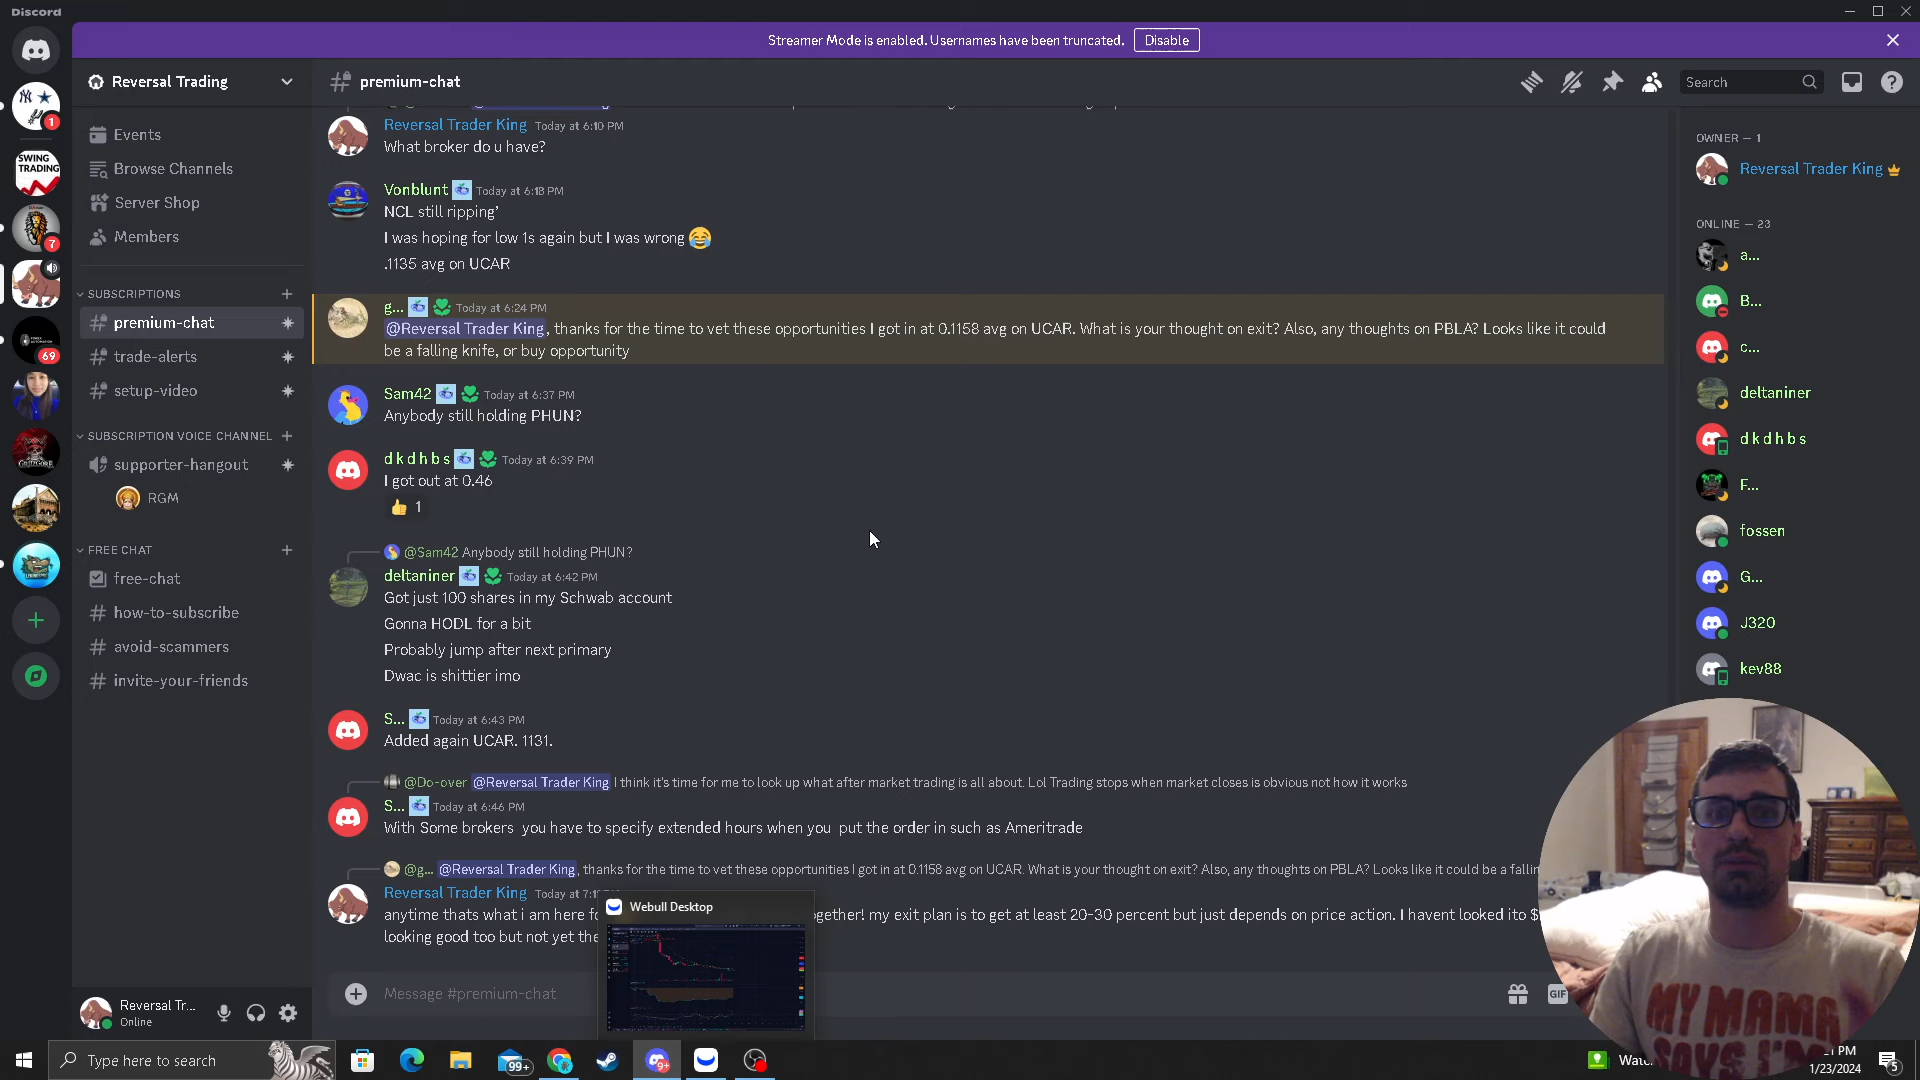 Discord
Streamer Mode is enabled. Usernames have been truncated.
Disable
Reversal Trading
premium-chat
Search
Events
Browse Channels
Server Shop
Members
SUBSCRIPTIONS
premium-chat
trade-alerts
setup-video
SUBSCRIPTION VOICE CHANNEL
supporter-hangout
RGM
FREE CHAT
free-chat
how-to-subscribe
avoid-scammers
invite-your-friends
Reversal Tr...
Online
1
SWING
TRADING
7
69
Reversal Trader King Today at 6:10 PM
What broker do u have?
Vonblunt Today at 6:18 PM
NCL still ripping'
I was hoping for low 1s again but I was wrong 😂
.1135 avg on UCAR
g... Today at 6:24 PM
@Reversal Trader King, thanks for the time to vet these opportunities I got in at 0.1158 avg on UCAR. What is your thought on exit? Also, any thoughts on PBLA? Looks like it could
be a falling knife, or buy opportunity
Sam42 Today at 6:37 PM
Anybody still holding PHUN?
d k d h b s Today at 6:39 PM
I got out at 0.46
👍 1
@Sam42 Anybody still holding PHUN?
deltaniner Today at 6:42 PM
Got just 100 shares in my Schwab account
Gonna HODL for a bit
Probably jump after next primary
Dwac is shittier imo
S... Today at 6:43 PM
Added again UCAR. 1131.
@Do-over @Reversal Trader King I think it's time for me to look up what after market trading is all about. Lol Trading stops when market closes is obvious not how it works
S... Today at 6:46 PM
With Some brokers you have to specify extended hours when you put the order in such as Ameritrade
@g... @Reversal Trader King, thanks for the time to vet these opportunities I got in at 0.1158 avg on UCAR. What is your thought on exit? Also, any thoughts on PBLA? Looks like it could be a
Reversal Trader King Today at
anytime thats what i am here
Webull Desktop
my exit plan is to get at least 20-30 percent but just depends on price action. I havent looked ito
looking good too but not yet
Message #premium-chat
GIF
OWNER — 1
Reversal Trader King
ONLINE — 23
a...
B...
c...
deltaniner
d k d h b s
F...
fossen
G...
J320
kev88
MY MAMA
SAYS I'M
Type here to search
99+
9+
PM
1/23/2024
5